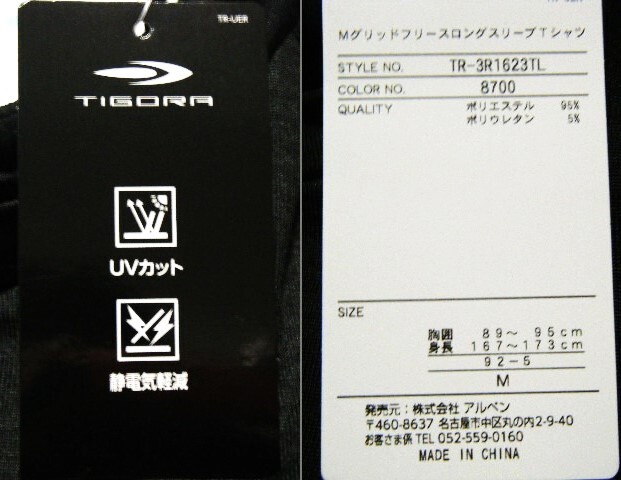 TR-UER
TIGORA
UVカット
静電気軽減
MグリッドフリースロングスリーブTシャツ
STYLE NO. TR-3R1623TL
COLOR NO. 8700
QUALITY ポリエステル 95%
ポリウレタン 5%
SIZE
胸囲 89～ 95cm
身長 167～173cm
92-5
M
発売元：株式会社 アルペン
〒460-8637 名古屋市中区丸の内2-9-40
お客さま係 TEL 052-559-0160
MADE IN CHINA